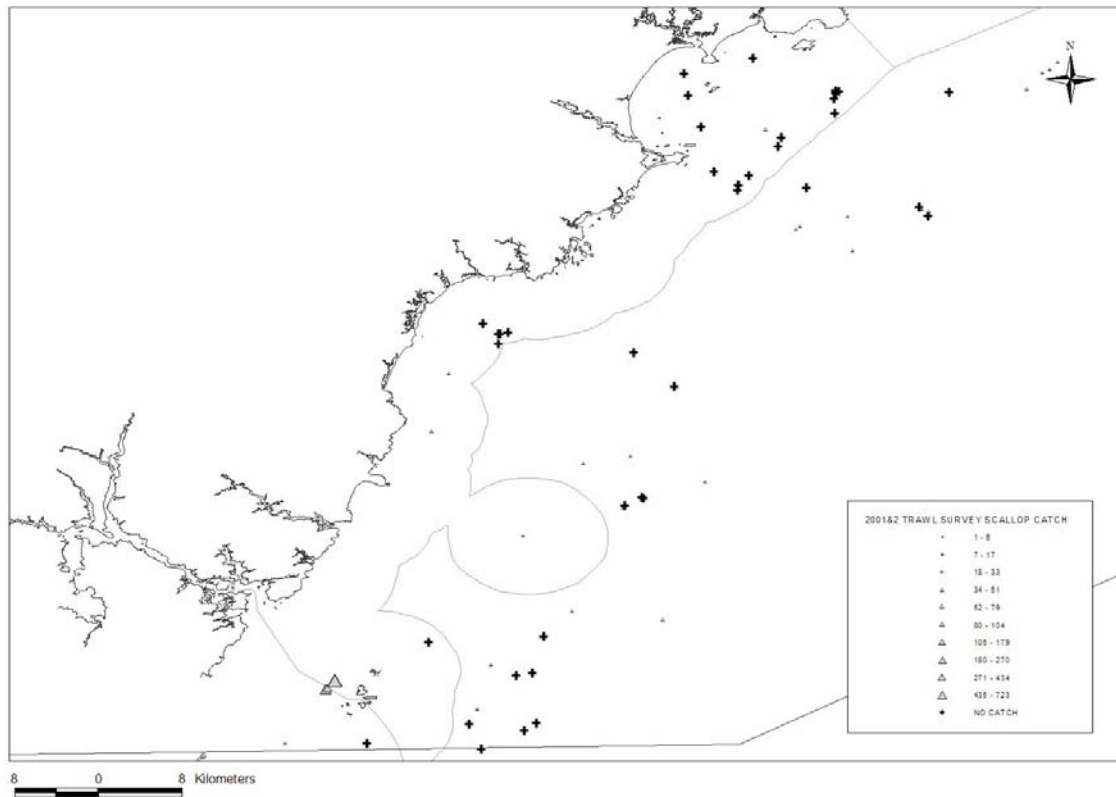 N
2001&2 TRAWL SURVEY SCALLOP CATCH
1 - 6
7 - 17
18 - 33
34 - 51
52 - 79
80 - 104
105 - 179
180 - 270
271 - 434
435 - 723
NO CATCH
8 0 8 Kilometers